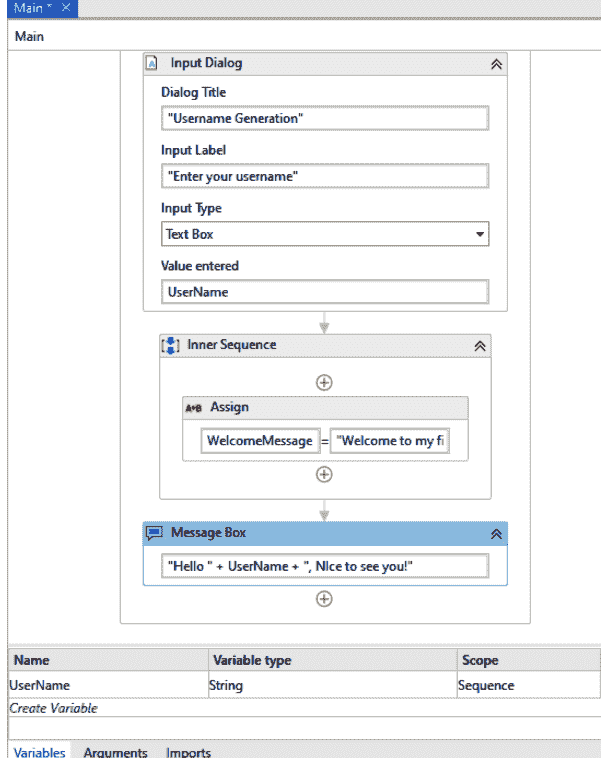 Main *
Main
Input Dialog
Dialog Title
"Username Generation"
Input Label
"Enter your username"
Input Type
Text Box
Value entered
UserName
Inner Sequence
A+B Assign
WelcomeMessage = "Welcome to my fi
Message Box
"Hello " + UserName + ", NIce to see you!"
Name Variable type Scope
UserName String Sequence
Create Variable
Variables Arguments Imports